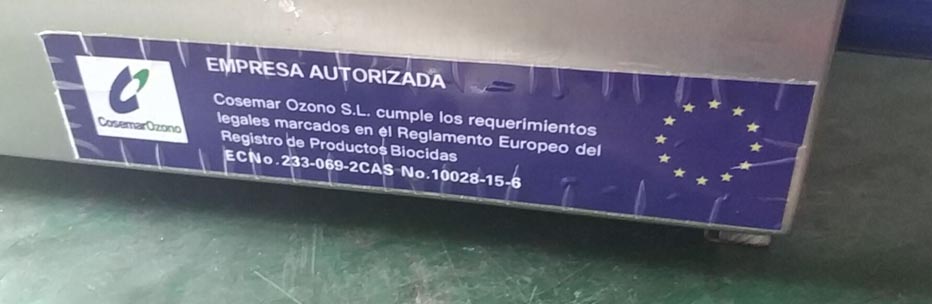 CosemarOzono
EMPRESA AUTORIZADA
Cosemar Ozono S.L. cumple los requerimientos
legales marcados en el Reglamento Europeo del
Registro de Productos Biocidas
ECNo.233-069-2CAS No.10028-15-6